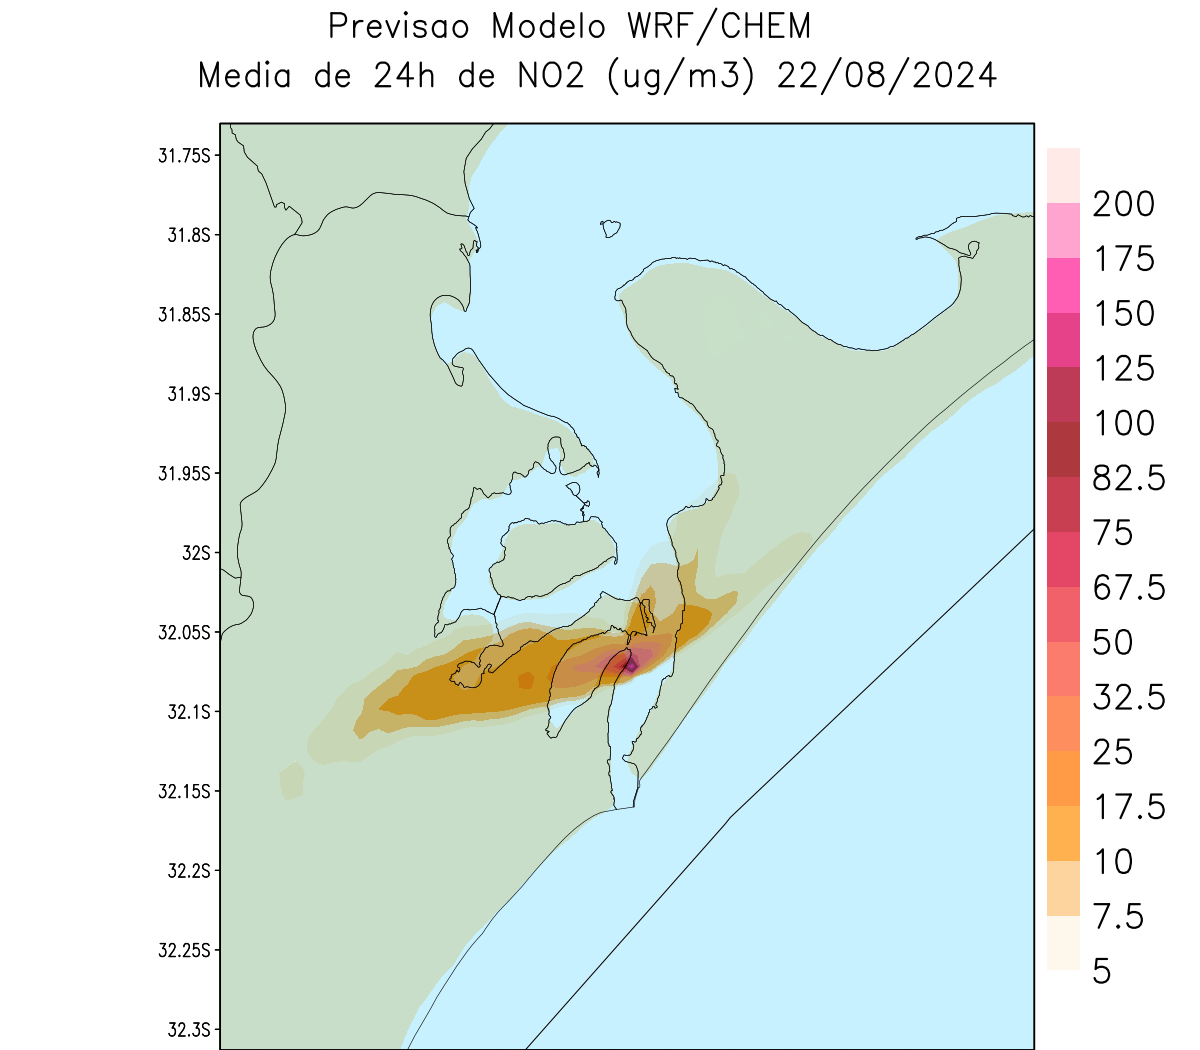 Previsao Modelo WRF/CHEM
Media de 24h de NO2 (ug/m3) 22/08/2024
31.75S
31.8S
31.85S
31.9S
31.95S
32S
32.05S
32.1S
32.15S
32.2S
32.25S
32.3S
200
175
150
125
100
82.5
75
67.5
50
32.5
25
17.5
10
7.5
5